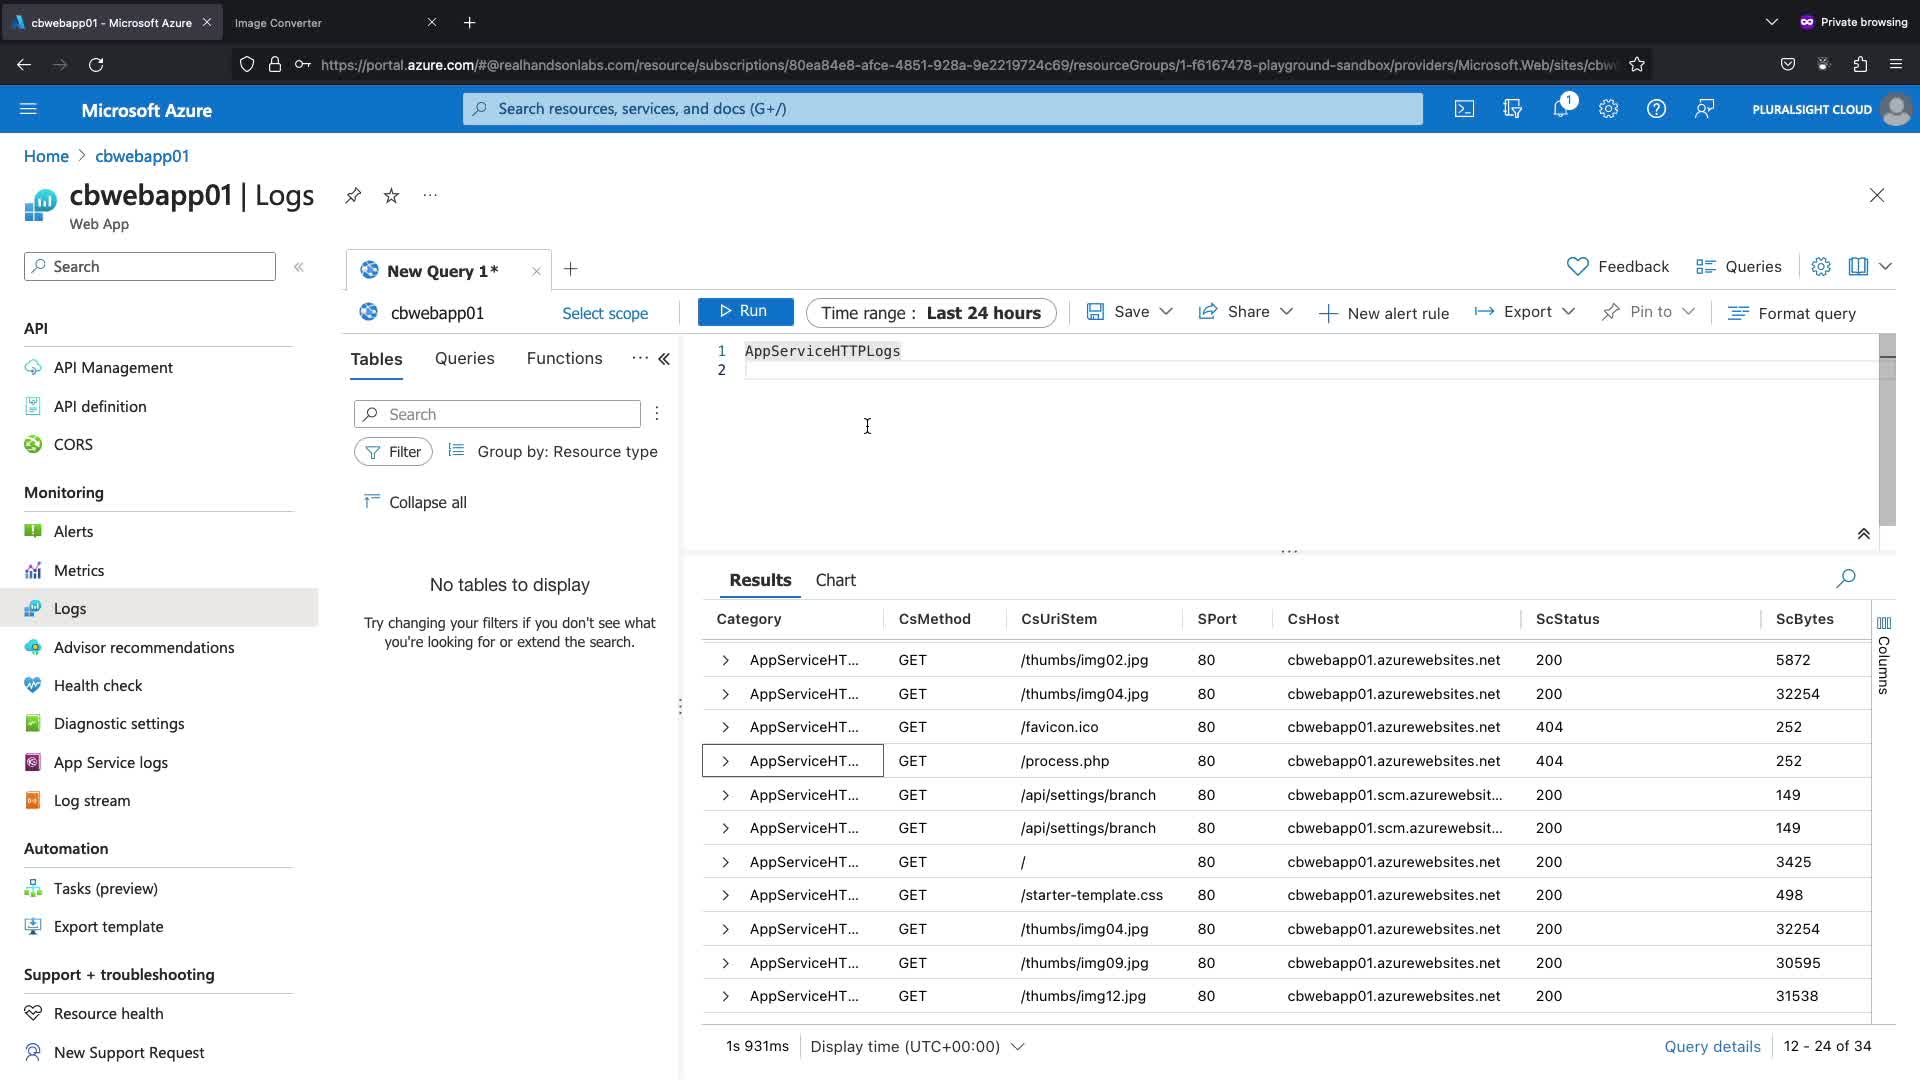 cbwebapp01 - Microsoft Azure
Image Converter
Private browsing
https://portal.azure.com/#@realhandsonlabs.com/resource/subscriptions/80ea84e8-afce-4851-928a-9e2219724c69/resourceGroups/1-f6167478-playground-sandbox/providers/Microsoft.Web/sites/cbw
Microsoft Azure
Search resources, services, and docs (G+/)
1
PLURALSIGHT CLOUD
Home > cbwebapp01
cbwebapp01 | Logs
Web App
Search
New Query 1*
Feedback
Queries
cbwebapp01
Select scope
Run
Time range : Last 24 hours
Save
Share
New alert rule
Export
Pin to
Format query
API
API Management
API definition
CORS
Monitoring
Alerts
Metrics
Logs
Advisor recommendations
Health check
Diagnostic settings
App Service logs
Log stream
Automation
Tasks (preview)
Export template
Support + troubleshooting
Resource health
New Support Request
Tables Queries Functions
Search
Filter
Group by: Resource type
Collapse all
No tables to display
Try changing your filters if you don't see what
you're looking for or extend the search.
1 AppServiceHTTPLogs
2
Results Chart
Category CsMethod CsUriStem SPort CsHost ScStatus ScBytes
AppServiceHT... GET /thumbs/img02.jpg 80 cbwebapp01.azurewebsites.net 200 5872
AppServiceHT... GET /thumbs/img04.jpg 80 cbwebapp01.azurewebsites.net 200 32254
AppServiceHT... GET /favicon.ico 80 cbwebapp01.azurewebsites.net 404 252
AppServiceHT... GET /process.php 80 cbwebapp01.azurewebsites.net 404 252
AppServiceHT... GET /api/settings/branch 80 cbwebapp01.scm.azurewebsit... 200 149
AppServiceHT... GET /api/settings/branch 80 cbwebapp01.scm.azurewebsit... 200 149
AppServiceHT... GET / 80 cbwebapp01.azurewebsites.net 200 3425
AppServiceHT... GET /starter-template.css 80 cbwebapp01.azurewebsites.net 200 498
AppServiceHT... GET /thumbs/img04.jpg 80 cbwebapp01.azurewebsites.net 200 32254
AppServiceHT... GET /thumbs/img09.jpg 80 cbwebapp01.azurewebsites.net 200 30595
AppServiceHT... GET /thumbs/img12.jpg 80 cbwebapp01.azurewebsites.net 200 31538
Columns
1s 931ms
Display time (UTC+00:00)
Query details
12 - 24 of 34